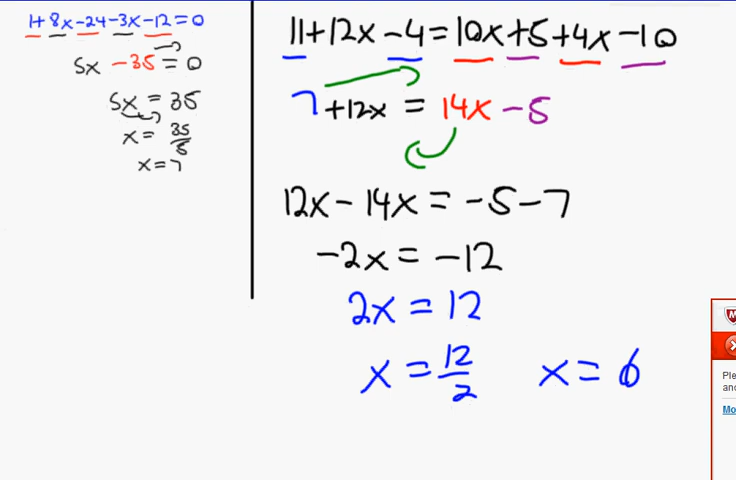 1+8x-24-3x-12=0
5x -35 = 0
5x = 35
x = 35/5
x=7
11+12x-4=10x+5+4x-10
7+12x = 14x-5
12x-14x=-5-7
-2x=-12
2x=12
x=12/2 x=6
Ple
an
Mo